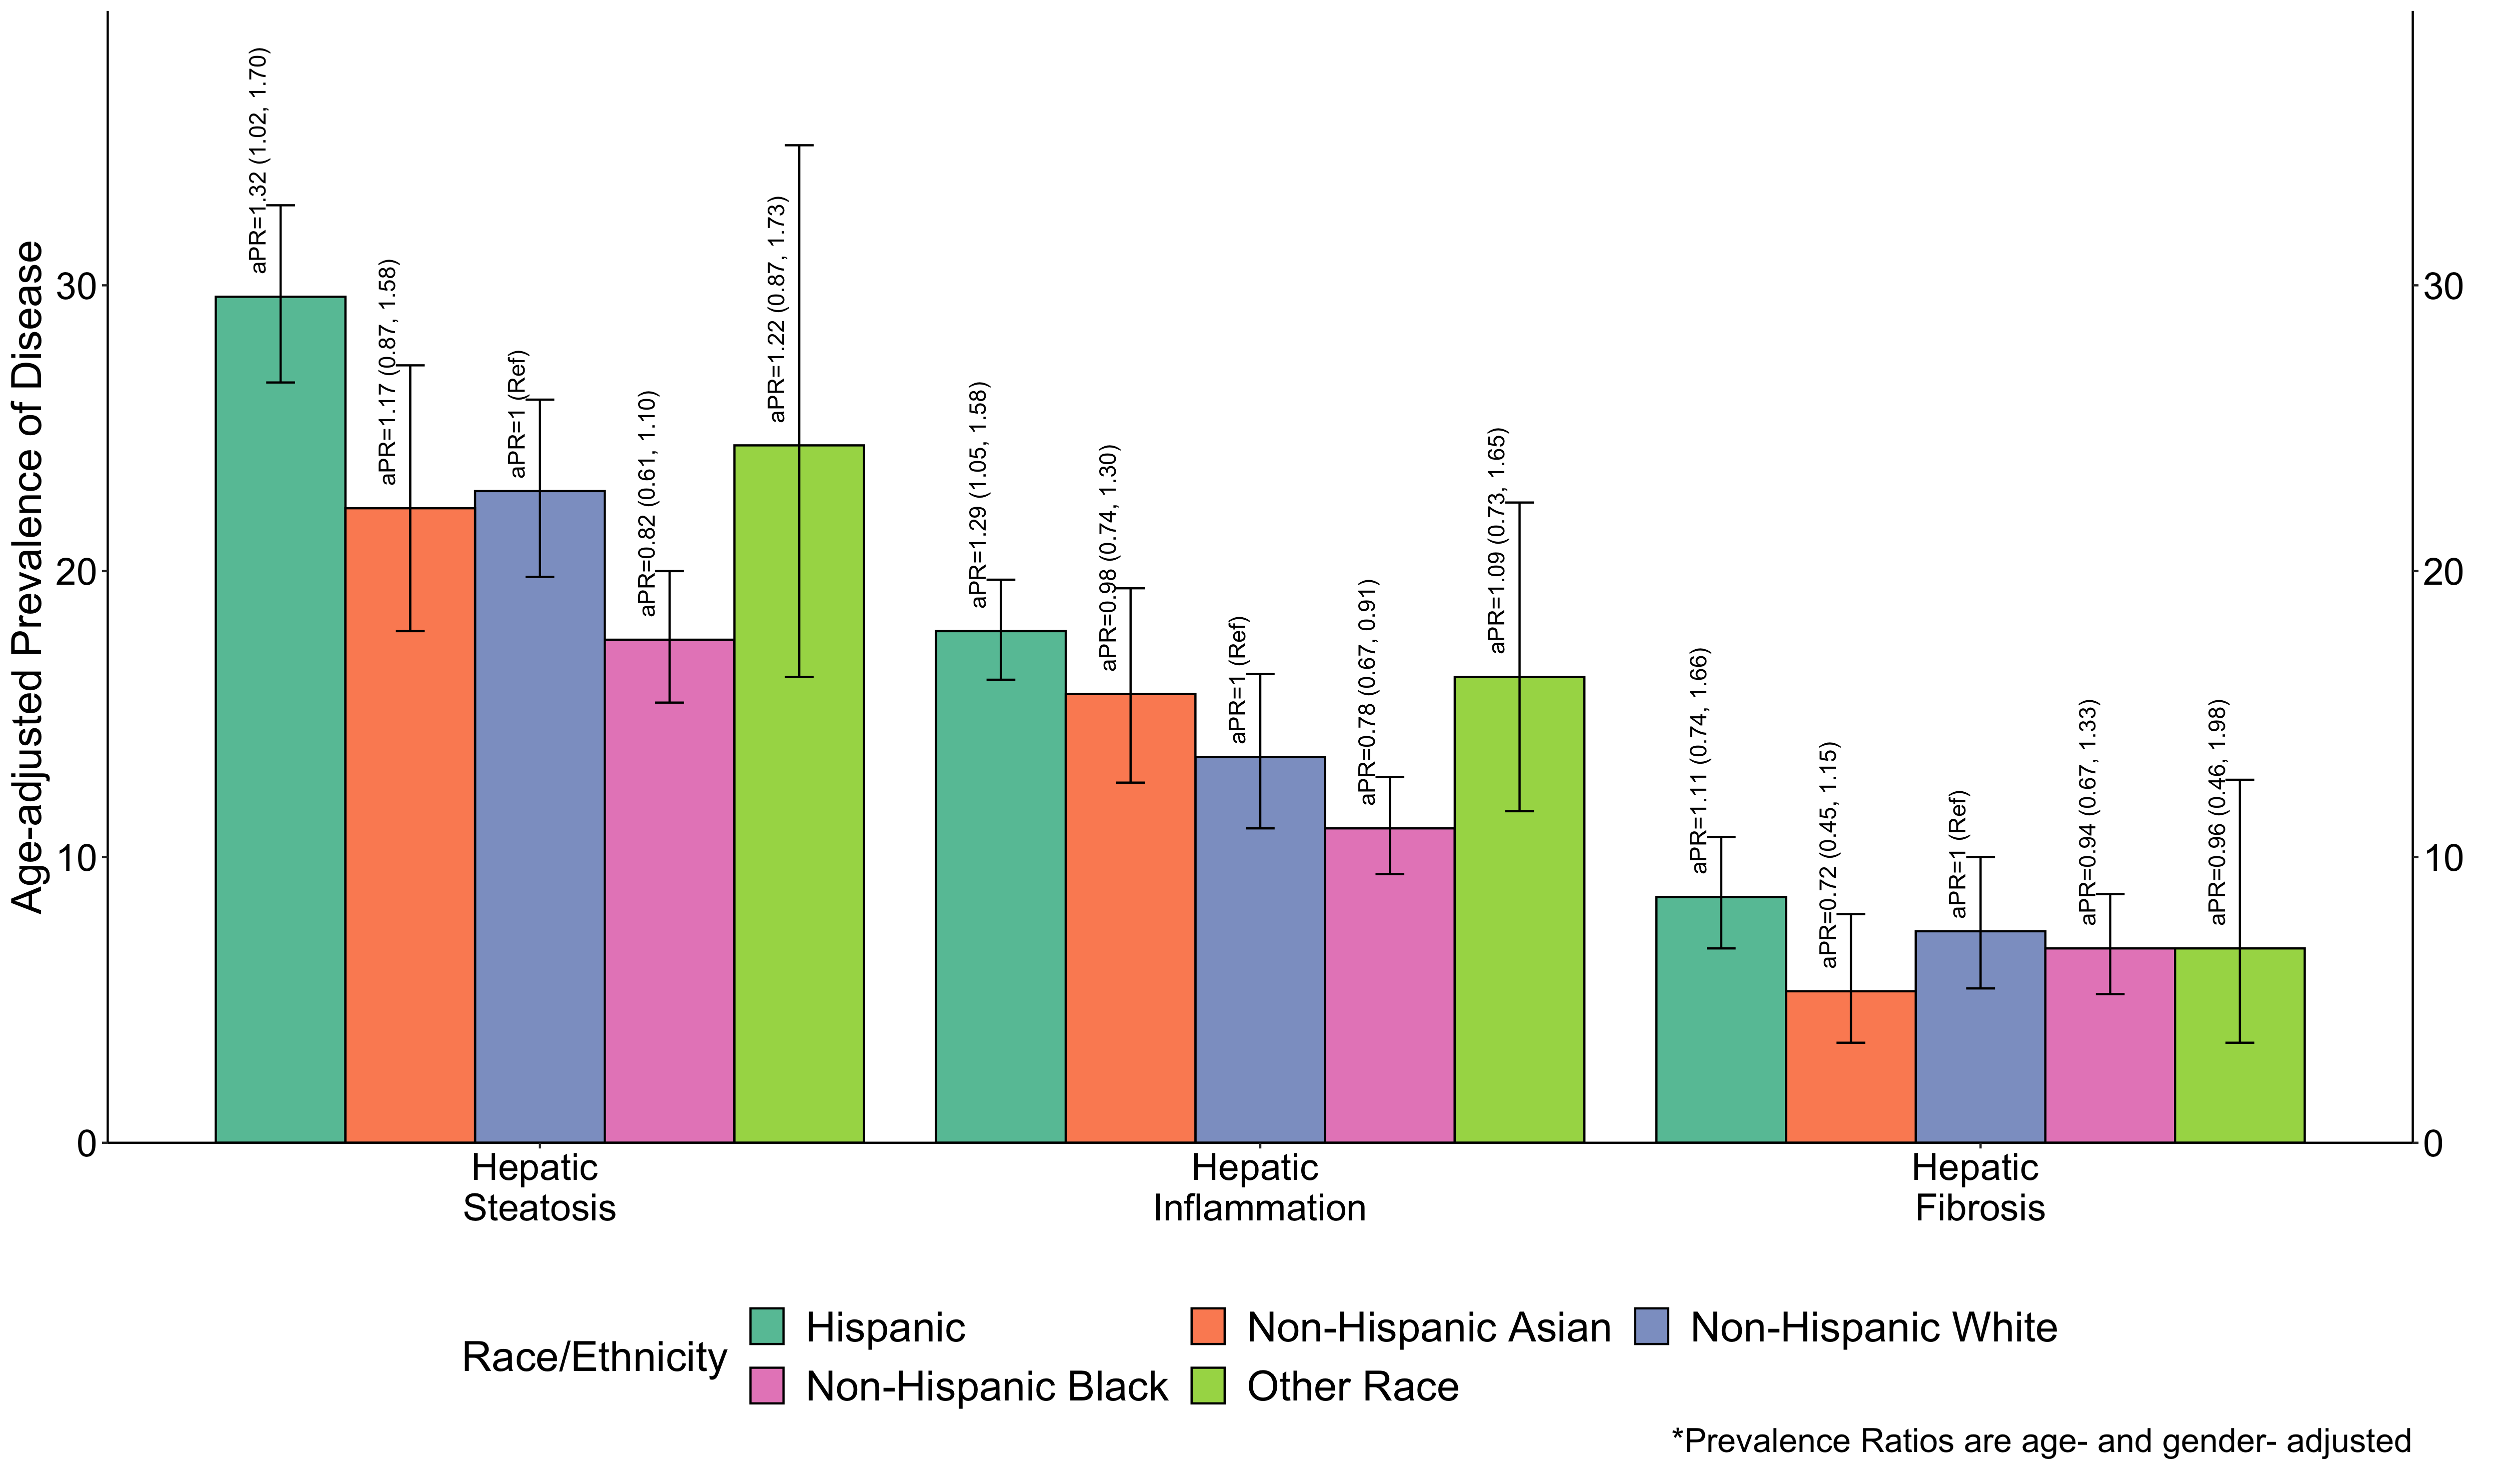 Age-adjusted Prevalence of Disease
30
20
10
0
aPR=1.32 (1.02, 1.70)
aPR=1.17 (0.87, 1.58)
aPR=1 (Ref)
aPR=0.82 (0.61, 1.10)
aPR=1.22 (0.87, 1.73)
aPR=1.29 (1.05, 1.58)
aPR=0.98 (0.74, 1.30)
aPR=1 (Ref)
aPR=0.78 (0.67, 0.91)
aPR=1.09 (0.73, 1.65)
aPR=1.11 (0.74, 1.66)
aPR=0.72 (0.45, 1.15)
aPR=1 (Ref)
aPR=0.94 (0.67, 1.33)
aPR=0.96 (0.46, 1.98)
30
20
10
0
Hepatic
Steatosis
Hepatic
Inflammation
Hepatic
Fibrosis
Race/Ethnicity
Hispanic
Non-Hispanic Asian
Non-Hispanic White
Non-Hispanic Black
Other Race
*Prevalence Ratios are age- and gender- adjusted